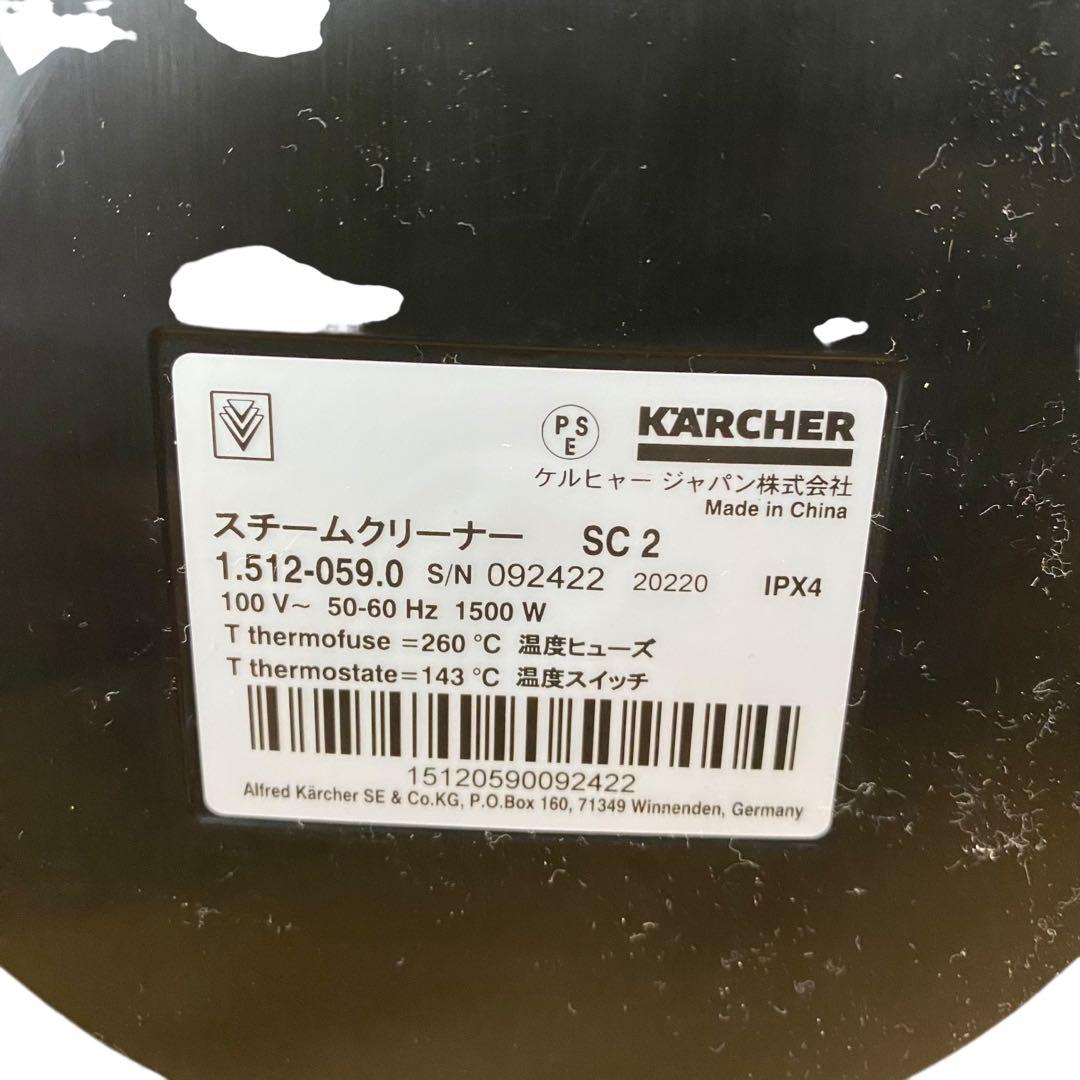 PSE
KÄRCHER
ケルヒャー ジャパン株式会社
Made in China
スチームクリーナー SC 2
1.512-059.0 S/N 092422 20220 IPX4
100 V~ 50-60 Hz 1500 W
T thermofuse =260 °C 温度ヒューズ
T thermostate=143 °C 温度スイッチ
15120590092422
Alfred Kärcher SE & Co.KG, P.O.Box 160, 71349 Winnenden, Germany